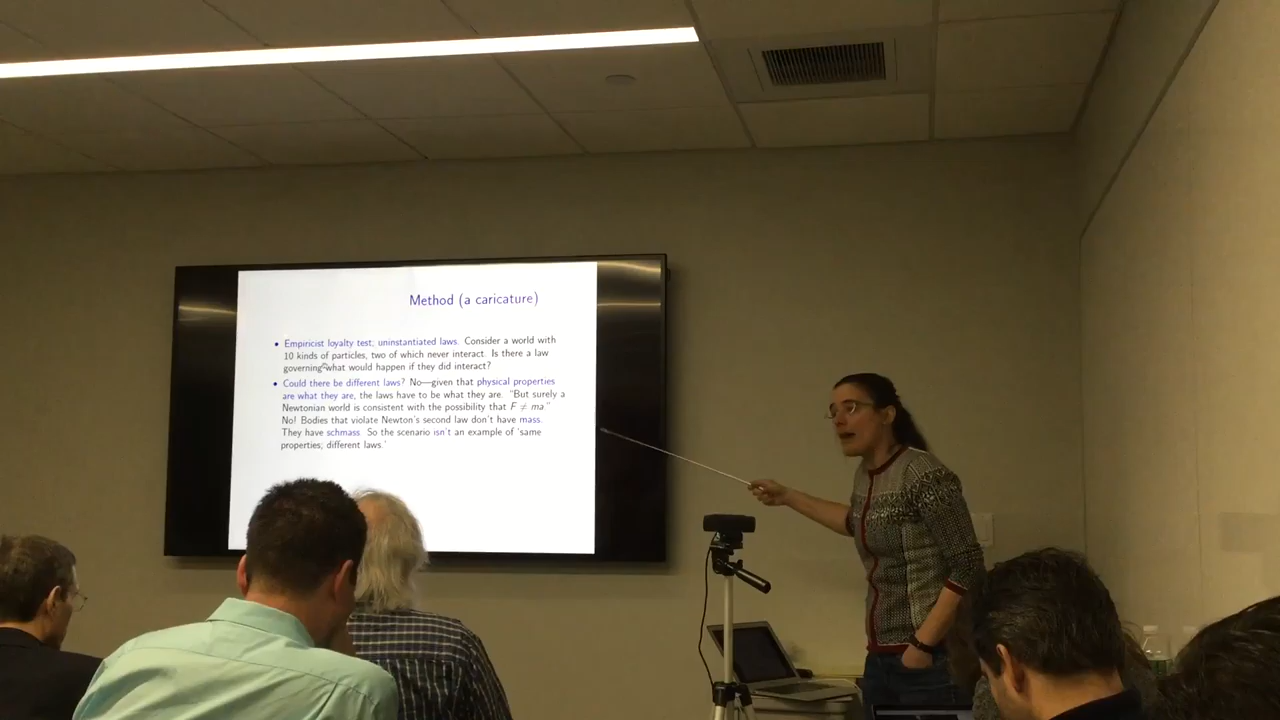 Method (a caricature)
• Empiricist loyalty test; uninstantiated laws. Consider a world with
10 kinds of particles, two of which never interact. Is there a law
governing what would happen if they did interact?
• Could there be different laws? No—given that physical properties
are what they are, the laws have to be what they are. "But surely a
Newtonian world is consistent with the possibility that F ≠ ma."
No! Bodies that violate Newton's second law don't have mass.
They have schmass. So the scenario isn't an example of 'same
properties; different laws.'